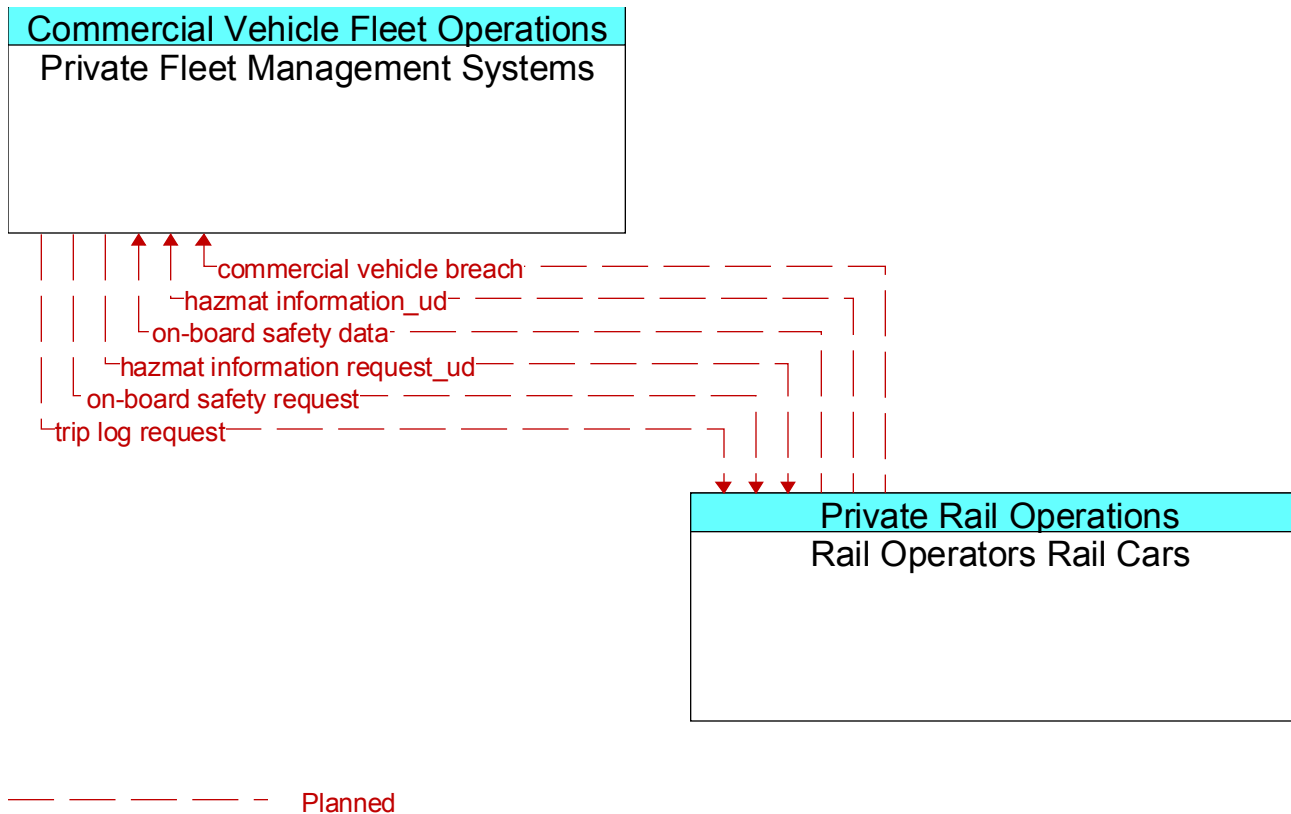 Commercial Vehicle Fleet Operations
Private Fleet Management Systems
commercial vehicle breach
hazmat information_ud
on-board safety data
hazmat information request_ud
on-board safety request
trip log request
Private Rail Operations
Rail Operators Rail Cars
Planned